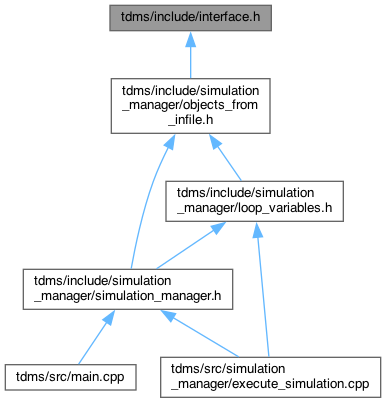 tdms/include/interface.h
tdms/include/simulation
_manager/objects_from
_infile.h
tdms/include/simulation
_manager/loop_variables.h
tdms/include/simulation
_manager/simulation_manager.h
tdms/src/main.cpp
tdms/src/simulation
_manager/execute_simulation.cpp